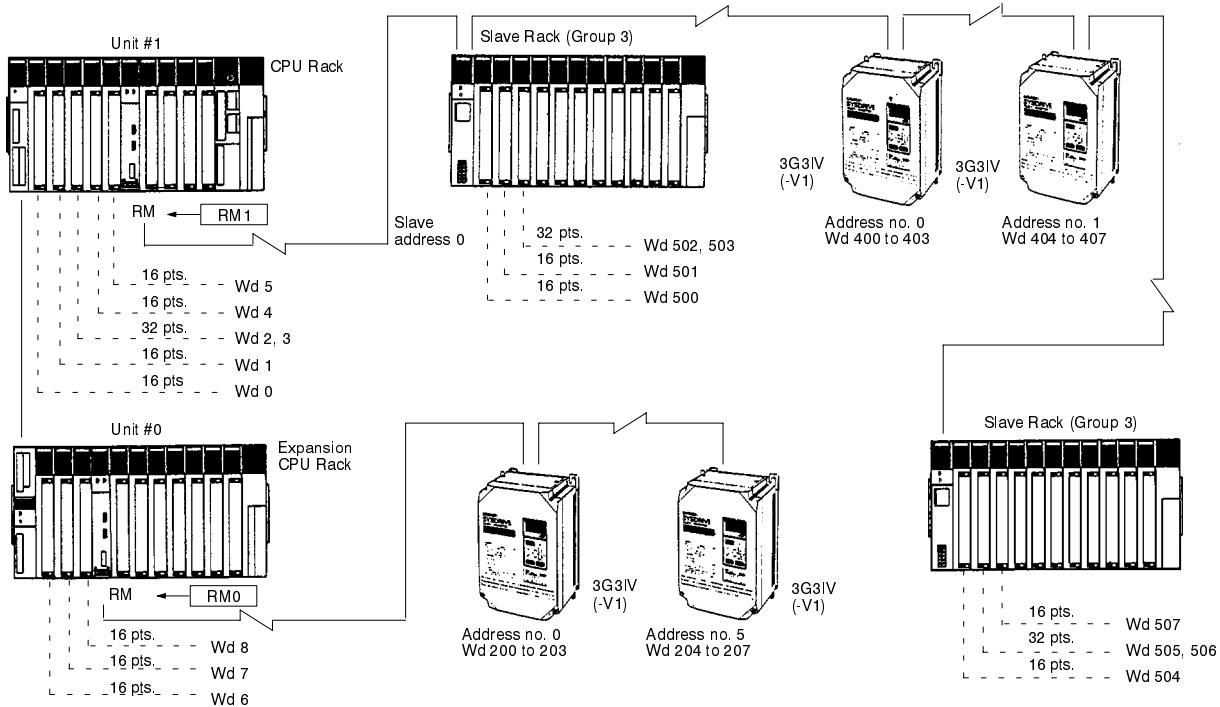 Unit #1
CPU Rack
Slave Rack (Group 3)
3G3IV
(-V1)
3G3IV
(-V1)
Address no. 0
Wd 400 to 403
Address no. 1
Wd 404 to 407
RM
RM1
Slave
address 0
32 pts.
Wd 502, 503
16 pts.
Wd 501
16 pts.
Wd 500
16 pts.
Wd 5
16 pts.
Wd 4
32 pts.
Wd 2, 3
16 pts.
Wd 1
16 pts
Wd 0
Unit #0
Expansion
CPU Rack
Slave Rack (Group 3)
SYSDRIVE
SYSDRIVE
SYSDRIVE
SYSDRIVE
3G3IV
(-V1)
3G3IV
(-V1)
Address no. 0
Wd 200 to 203
Address no. 5
Wd 204 to 207
RM
RM0
16 pts.
Wd 8
16 pts.
Wd 7
16 pts.
Wd 6
16 pts.
Wd 507
32 pts.
Wd 505, 506
16 pts.
Wd 504